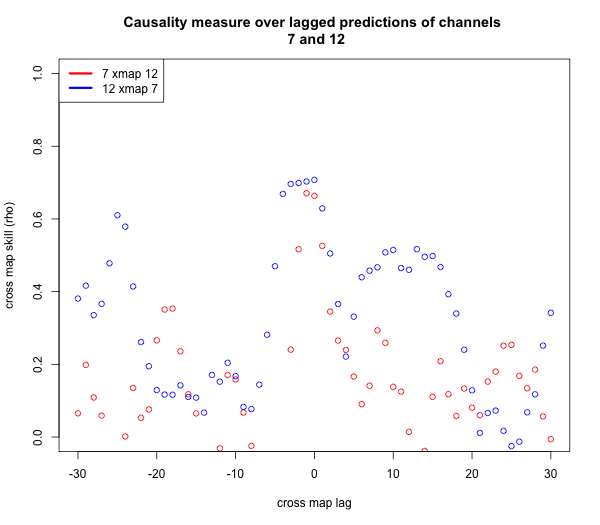 Causality measure over lagged predictions of channels
7 and 12
7 xmap 12
12 xmap 7
cross map skill (rho)
1.0
0.8
0.6
0.4
0.2
0.0
-30 -20 -10 0 10 20 30
cross map lag